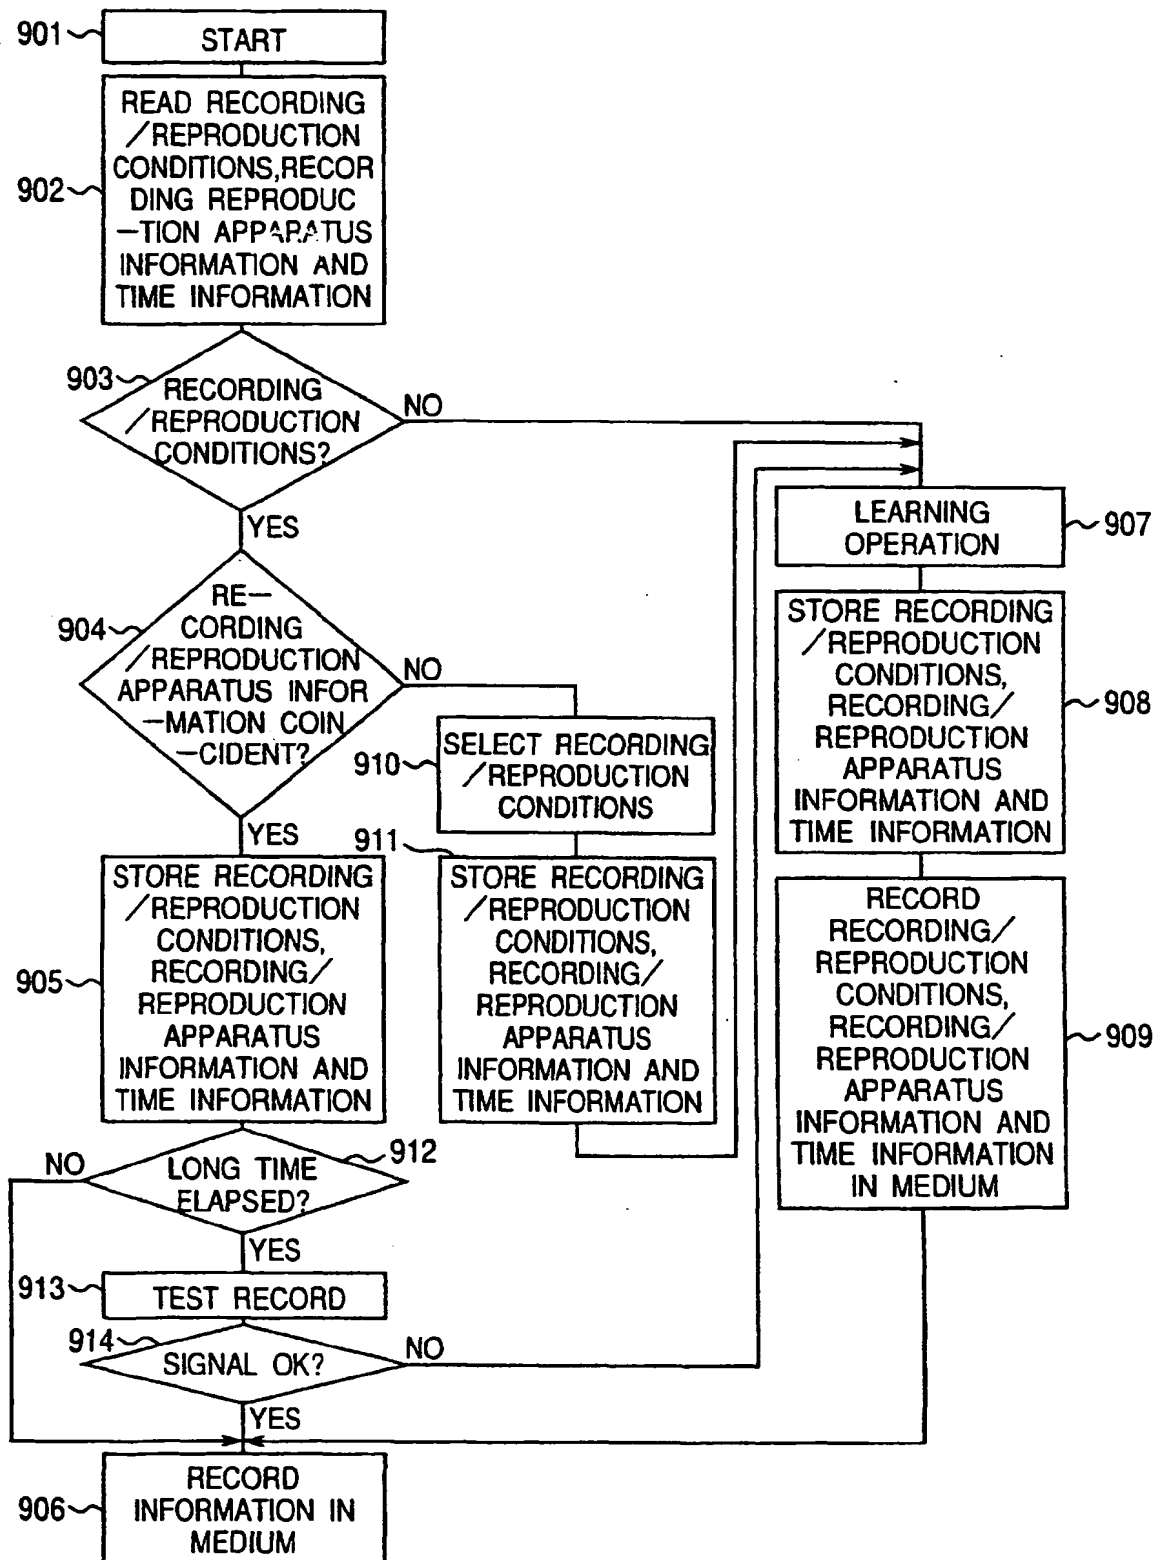 901
START
902
READ RECORDING
/REPRODUCTION
CONDITIONS,RECOR
DING REPRODUC
-TION APPARATUS
INFORMATION AND
TIME INFORMATION
903
RECORDING
/REPRODUCTION
CONDITIONS?
NO
YES
904
RE-
CORDING
/REPRODUCTION
APPARATUS INFOR
-MATION COIN
-CIDENT?
NO
YES
910
SELECT RECORDING
/REPRODUCTION
CONDITIONS
911
STORE RECORDING
/REPRODUCTION
CONDITIONS,
RECORDING/
REPRODUCTION
APPARATUS
INFORMATION AND
TIME INFORMATION
905
STORE RECORDING
/REPRODUCTION
CONDITIONS,
RECORDING/
REPRODUCTION
APPARATUS
INFORMATION AND
TIME INFORMATION
912
LONG TIME
ELAPSED?
NO
YES
913
TEST RECORD
914
SIGNAL OK?
NO
YES
906
RECORD
INFORMATION IN
MEDIUM
LEARNING
OPERATION
907
STORE RECORDING
/REPRODUCTION
CONDITIONS,
RECORDING/
REPRODUCTION
APPARATUS
INFORMATION AND
TIME INFORMATION
908
RECORD
RECORDING/
REPRODUCTION
CONDITIONS,
RECORDING/
REPRODUCTION
APPARATUS
INFORMATION AND
TIME INFORMATION
IN MEDIUM
909